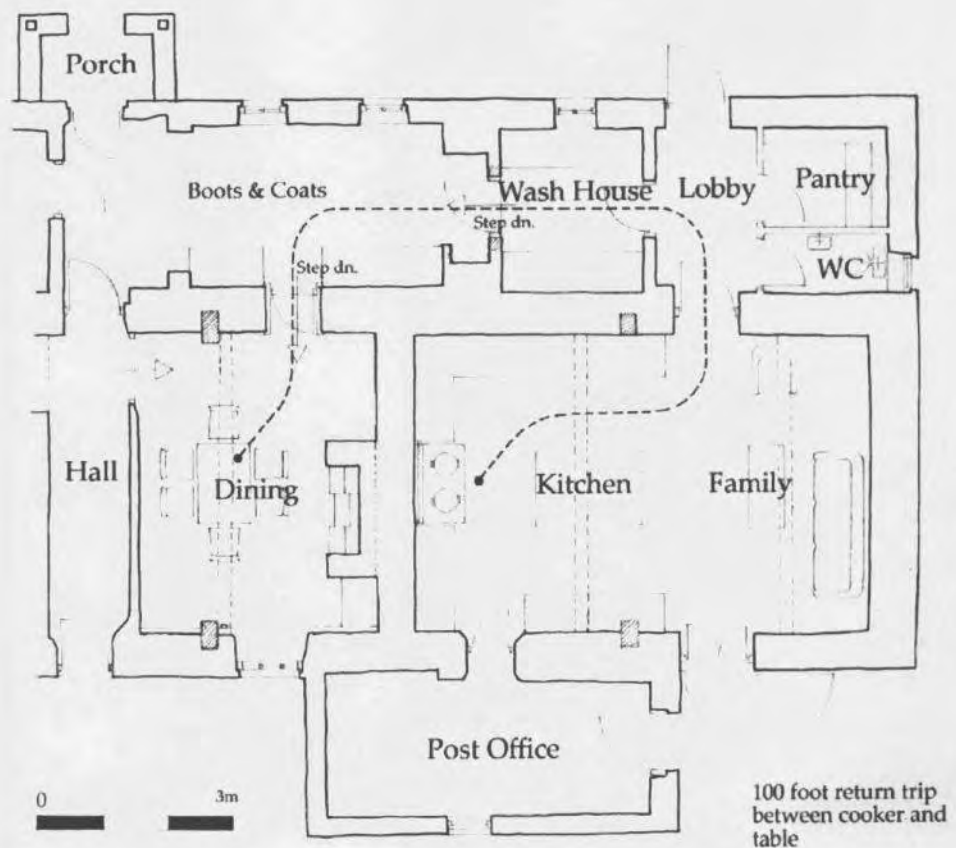 Porch
Boots & Coats
Wash House
Lobby
Pantry
Step dn.
Step dn.
WC
Hall
Dining
Kitchen
Family
Post Office
0 3m
100 foot return trip
between cooker and
table